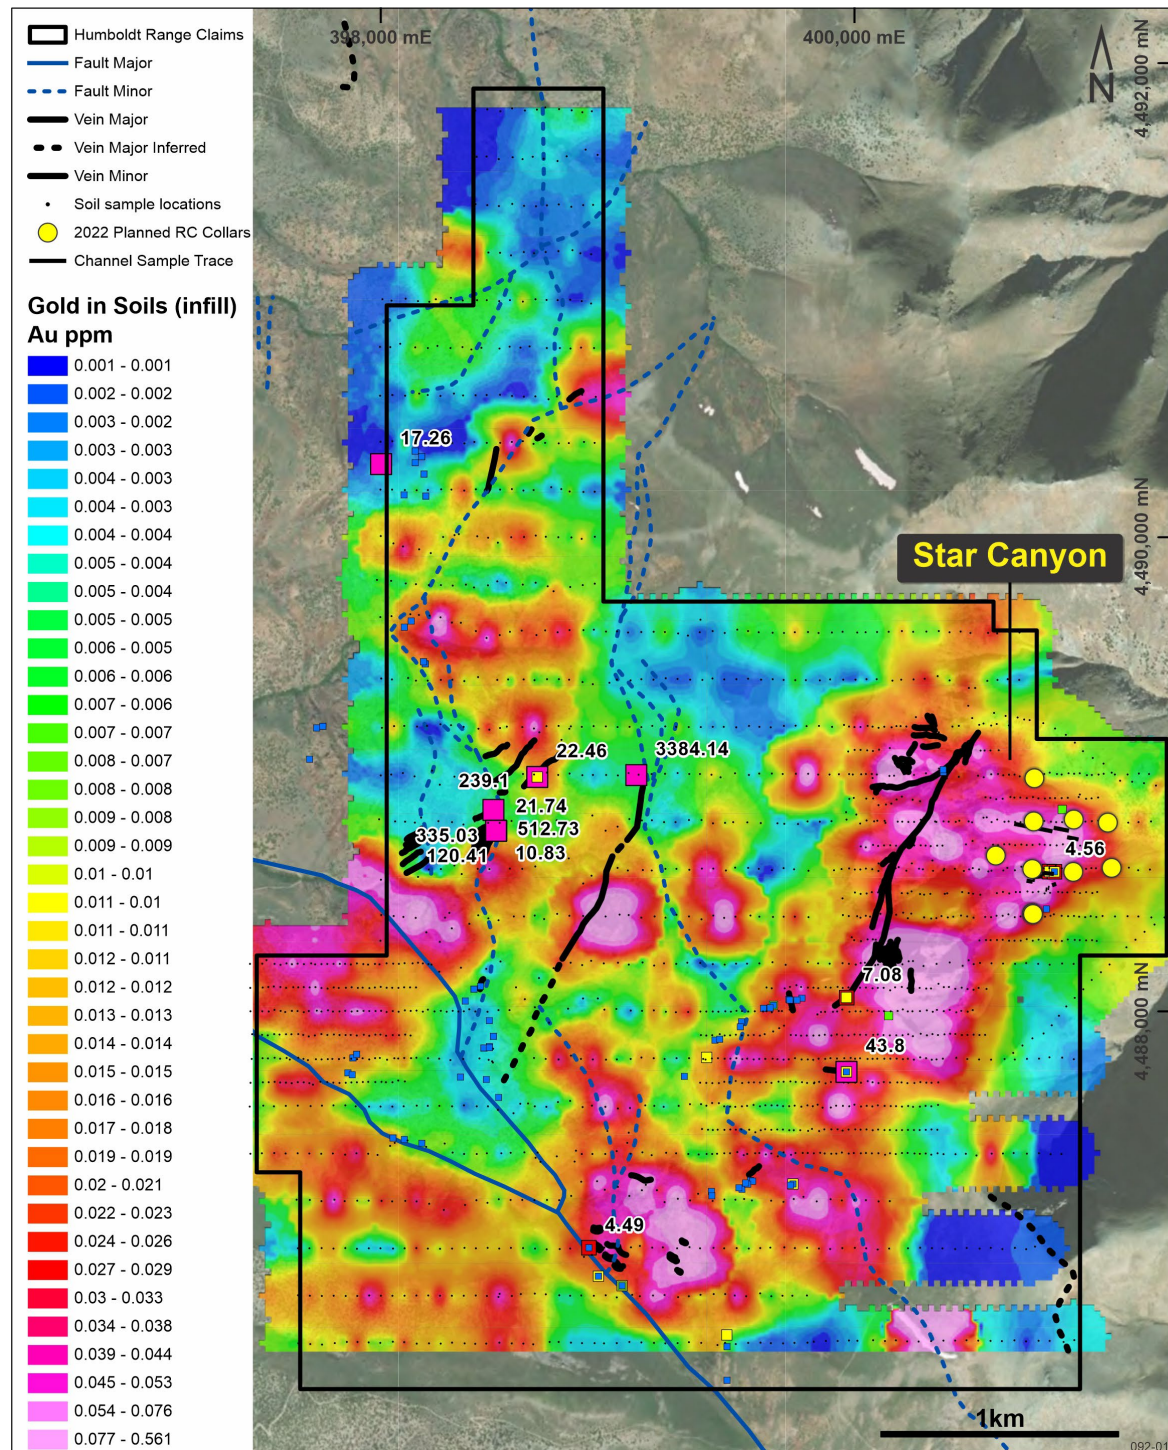 Humboldt Range Claims
Fault Major
Fault Minor
Vein Major
Vein Major Inferred
Vein Minor
Soil sample locations
2022 Planned RC Collars
Channel Sample Trace
Gold in Soils (infill)
Au ppm
0.001 - 0.001
0.002 - 0.002
0.003 - 0.002
0.003 - 0.003
0.004 - 0.003
0.004 - 0.003
0.004 - 0.004
0.005 - 0.004
0.005 - 0.004
0.005 - 0.005
0.006 - 0.005
0.006 - 0.006
0.007 - 0.006
0.007 - 0.007
0.008 - 0.007
0.008 - 0.008
0.009 - 0.008
0.009 - 0.009
0.01 - 0.01
0.011 - 0.01
0.011 - 0.011
0.012 - 0.011
0.012 - 0.012
0.013 - 0.013
0.014 - 0.014
0.015 - 0.015
0.016 - 0.016
0.017 - 0.018
0.019 - 0.019
0.02 - 0.021
0.022 - 0.023
0.024 - 0.026
0.027 - 0.029
0.03 - 0.033
0.034 - 0.038
0.039 - 0.044
0.045 - 0.053
0.054 - 0.076
0.077 - 0.561
398,000 mE
400,000 mE
N
4,492,000 mN
17.26
4,490,000 mN
Star Canyon
22.46
3384.14
239.1
21.74
335.03
512.73
120.41
10.83
4.56
7.08
4,488,000 mN
43.8
4.49
1km
092-01